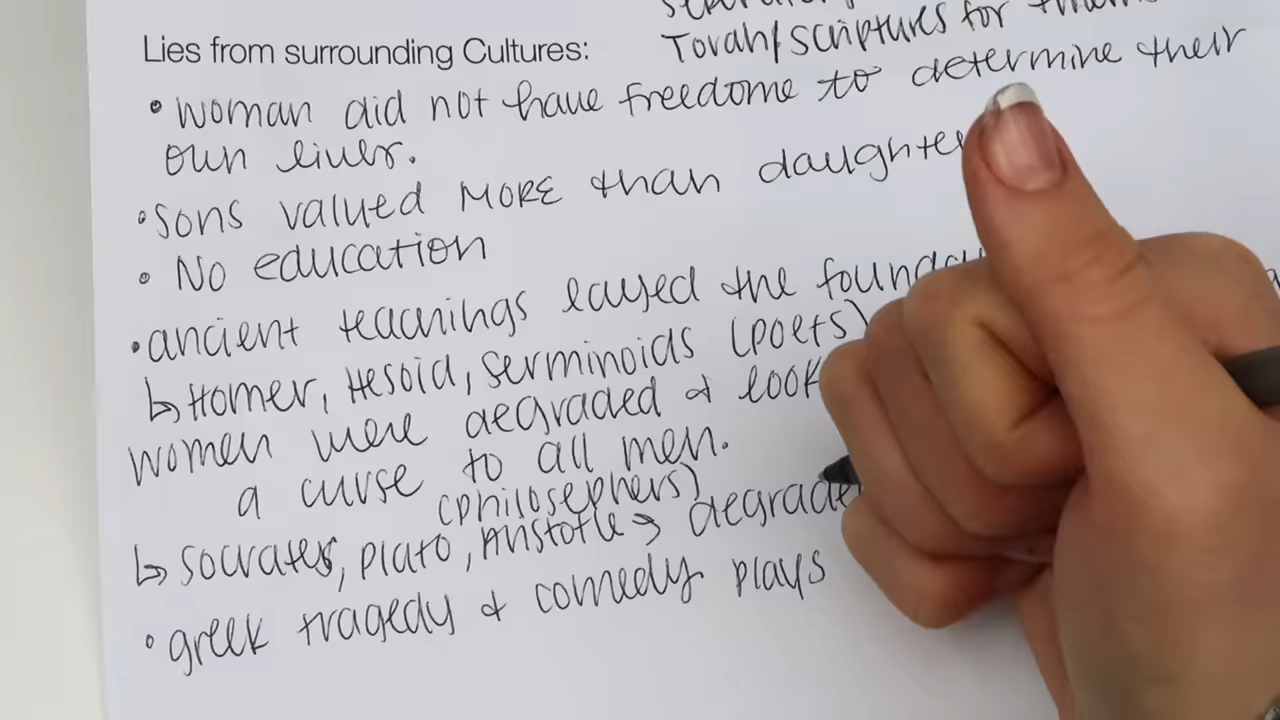 Torah/scriptures for
Lies from surrounding Cultures:
• woman did not have freedome to determine their
own lives.
• Sons valued MORE than daughte
• No education
• ancient teachings layed the founda
↳ Homer, Hesoid, Serminoids (poets)
women were degraded & look
a curse to all men.
(philosephers)
↳ Socrates, Plato, Aristotle → degrade
• greek tragedy & comedy plays